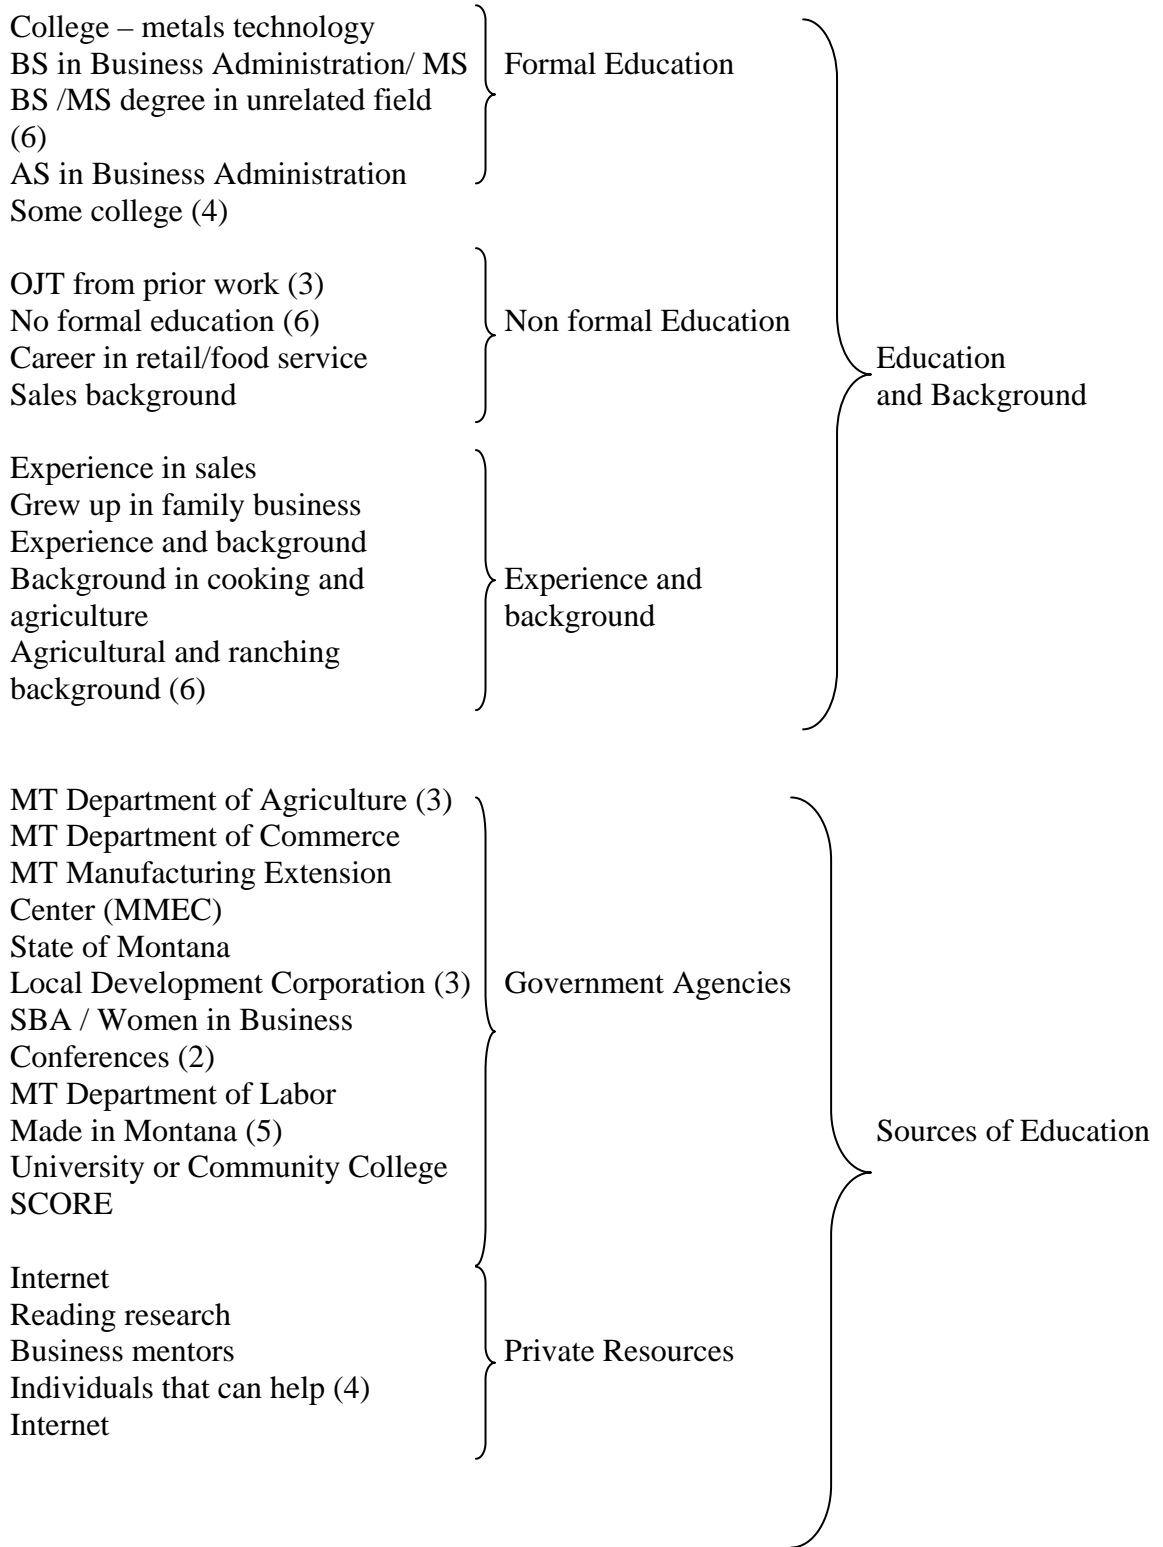 College – metals technology
BS in Business Administration/ MS
BS /MS degree in unrelated field
(6)
AS in Business Administration
Some college (4)
Formal Education
OJT from prior work (3)
No formal education (6)
Career in retail/food service
Sales background
Non formal Education
Experience in sales
Grew up in family business
Experience and background
Background in cooking and
agriculture
Agricultural and ranching
background (6)
Experience and
background
Education
and Background
MT Department of Agriculture (3)
MT Department of Commerce
MT Manufacturing Extension
Center (MMEC)
State of Montana
Local Development Corporation (3)
SBA / Women in Business
Conferences (2)
MT Department of Labor
Made in Montana (5)
University or Community College
SCORE
Government Agencies
Internet
Reading research
Business mentors
Individuals that can help (4)
Internet
Private Resources
Sources of Education